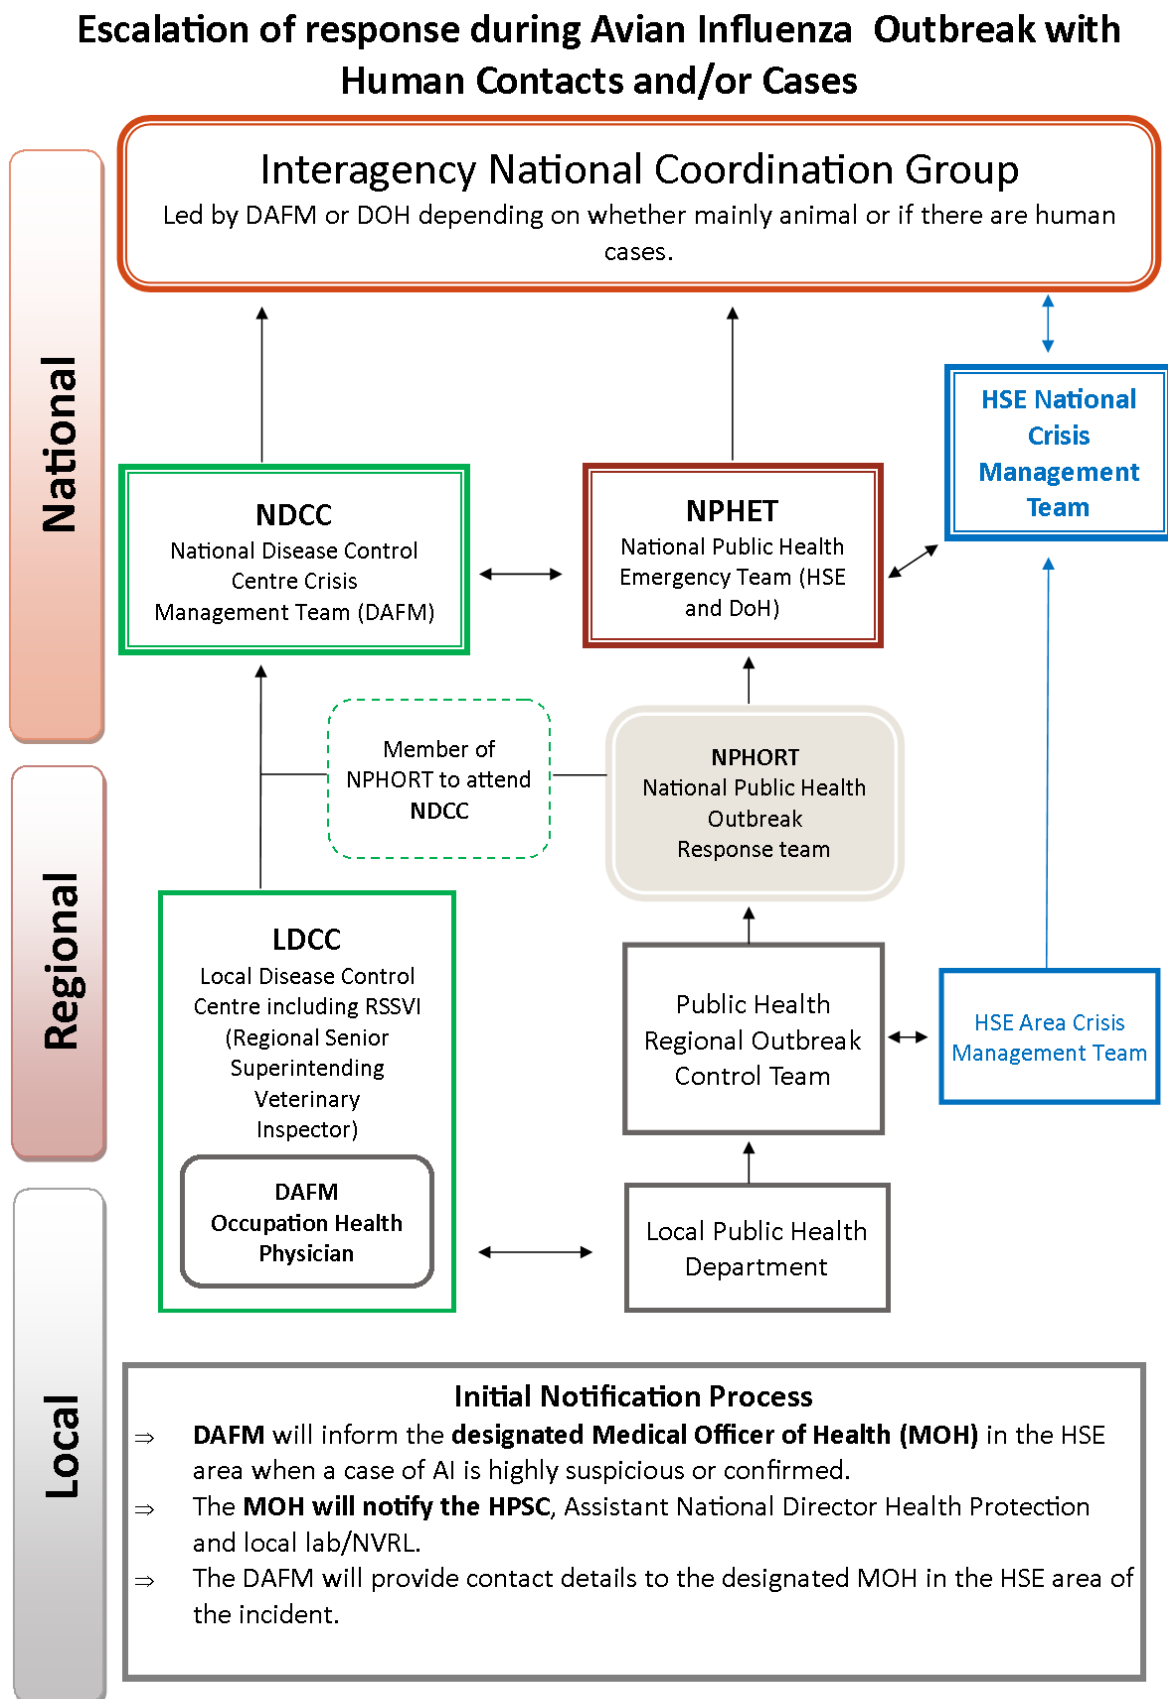 Escalation of response during Avian Influenza Outbreak with
Human Contacts and/or Cases
National
Interagency National Coordination Group
Led by DAFM or DOH depending on whether mainly animal or if there are human
cases.
HSE National
Crisis
Management
Team
NDCC
National Disease Control
Centre Crisis
Management Team (DAFM)
NPHET
National Public Health
Emergency Team (HSE
and DoH)
Member of
NPHORT to attend
NDCC
NPHORT
National Public Health
Outbreak
Response team
Regional
LDCC
Local Disease Control
Centre including RSSVI
(Regional Senior
Superintending
Veterinary
Inspector)
Public Health
Regional Outbreak
Control Team
HSE Area Crisis
Management Team
DAFM
Occupation Health
Physician
Local Public Health
Department
Local
Initial Notification Process
⇒ DAFM will inform the designated Medical Officer of Health (MOH) in the HSE
area when a case of AI is highly suspicious or confirmed.
⇒ The MOH will notify the HPSC, Assistant National Director Health Protection
and local lab/NVRL.
⇒ The DAFM will provide contact details to the designated MOH in the HSE area of
the incident.